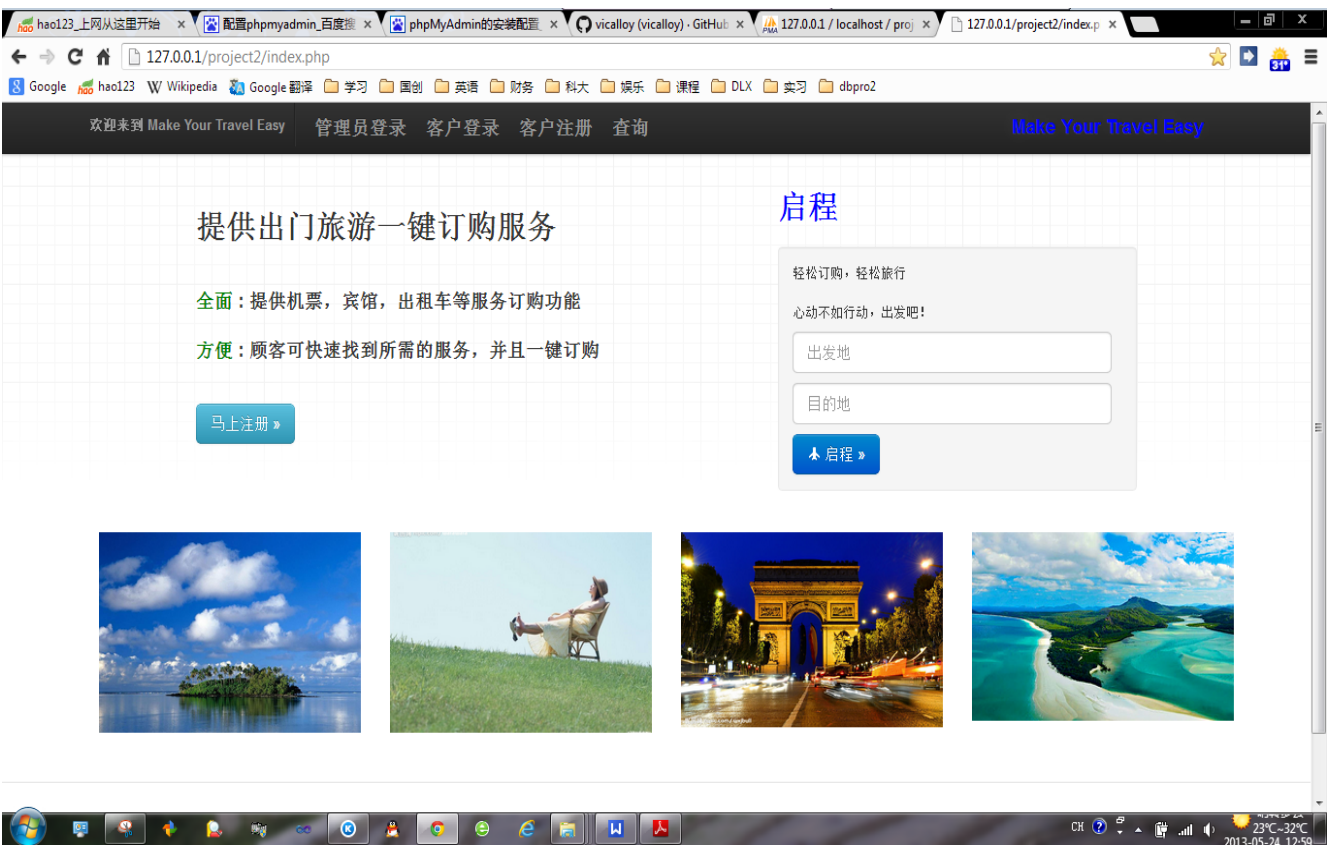 hao123_上网从这里开始
配置phpmyadmin_百度搜
phpMyAdmin的安装配置_
vicalloy (vicalloy) · GitHub
127.0.0.1 / localhost / proj
127.0.0.1/project2/index.p
127.0.0.1/project2/index.php
31°
Google hao123 Wikipedia Google 翻译 学习 国创 英语 财务 科大 娱乐 课程 DLX 实习 dbpro2
欢迎来到 Make Your Travel Easy 管理员登录 客户登录 客户注册 查询 Make Your Travel Easy
提供出门旅游一键订购服务
全面：提供机票，宾馆，出租车等服务订购功能
方便：顾客可快速找到所需的服务，并且一键订购
马上注册 »
启程
轻松订购，轻松旅行
心动不如行动，出发吧！
出发地
目的地
启程 »
CH
23℃~32℃
2013-05-24 12:59